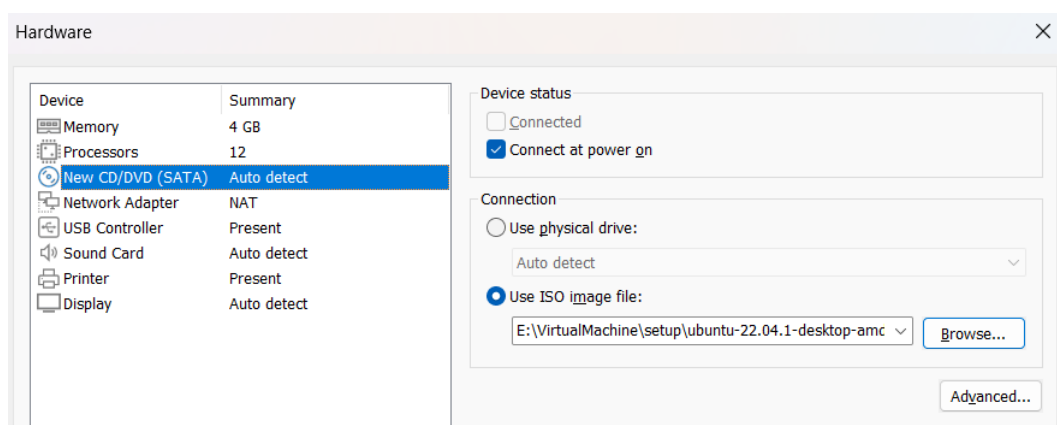 Hardware
Device Summary
Memory 4 GB
Processors 12
New CD/DVD (SATA) Auto detect
Network Adapter NAT
USB Controller Present
Sound Card Auto detect
Printer Present
Display Auto detect
Device status
Connected
Connect at power on
Connection
Use physical drive:
Auto detect
Use ISO image file:
E:\VirtualMachine\setup\ubuntu-22.04.1-desktop-amc
Browse...
Advanced...